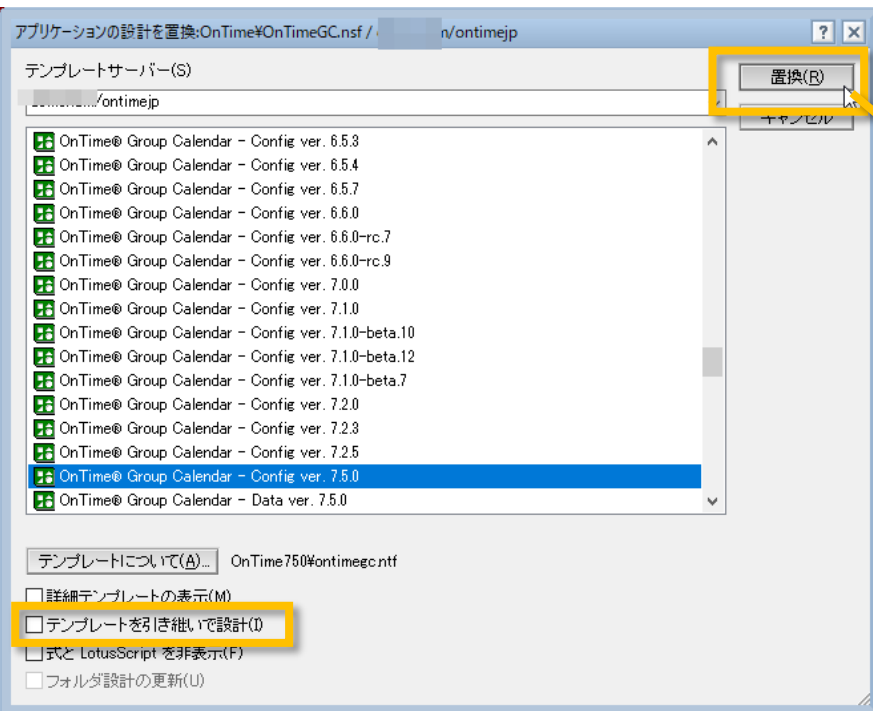 アプリケーションの設計を置換:OnTime¥OnTimeGC.nsf / m/ontimejp
テンプレートサーバー(S)
置換(R)
/ontimejp
キャンセル
OnTime® Group Calendar - Config ver. 6.5.3
OnTime® Group Calendar - Config ver. 6.5.4
OnTime® Group Calendar - Config ver. 6.5.7
OnTime® Group Calendar - Config ver. 6.6.0
OnTime® Group Calendar - Config ver. 6.6.0-rc.7
OnTime® Group Calendar - Config ver. 6.6.0-rc.9
OnTime® Group Calendar - Config ver. 7.0.0
OnTime® Group Calendar - Config ver. 7.1.0
OnTime® Group Calendar - Config ver. 7.1.0-beta.10
OnTime® Group Calendar - Config ver. 7.1.0-beta.12
OnTime® Group Calendar - Config ver. 7.1.0-beta.7
OnTime® Group Calendar - Config ver. 7.2.0
OnTime® Group Calendar - Config ver. 7.2.3
OnTime® Group Calendar - Config ver. 7.2.5
OnTime® Group Calendar - Config ver. 7.5.0
OnTime® Group Calendar - Data ver. 7.5.0
テンプレートについて(A)... OnTime750¥ontimegc.ntf
詳細テンプレートの表示(M)
テンプレートを引き継いで設計(I)
式と LotusScript を非表示(F)
フォルダ設計の更新(U)